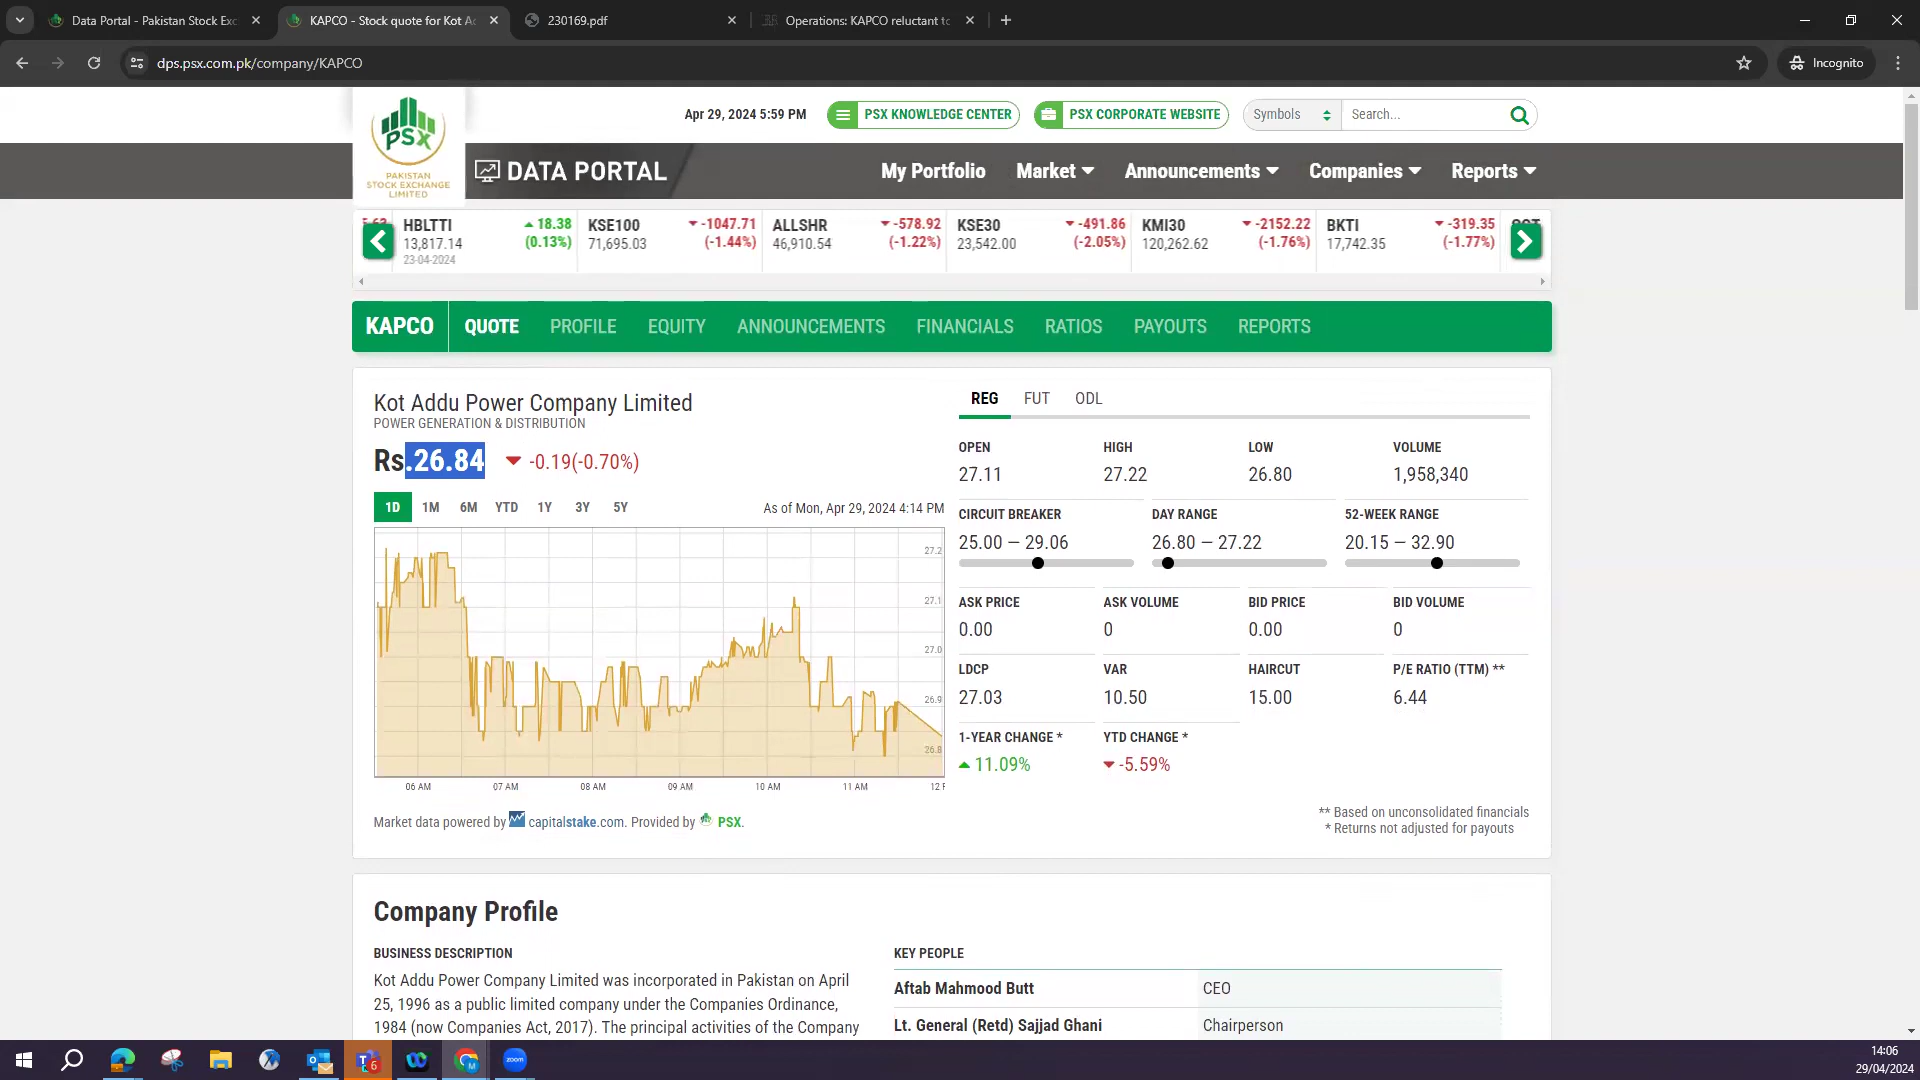 Data Portal - Pakistan Stock Exc
KAPCO - Stock quote for Kot Ad
230169.pdf
Operations: KAPCO reluctant to
dps.psx.com.pk/company/KAPCO
Incognito
PSX
PAKISTAN
STOCK EXCHANGE
LIMITED
Apr 29, 2024 5:59 PM
PSX KNOWLEDGE CENTER
PSX CORPORATE WEBSITE
Symbols
Search...
DATA PORTAL
My Portfolio
Market
Announcements
Companies
Reports
HBLTTI 18.38
13,817.14 (0.13%)
23-04-2024
KSE100 -1047.71
71,695.03 (-1.44%)
ALLSHR -578.92
46,910.54 (-1.22%)
KSE30 -491.86
23,542.00 (-2.05%)
KMI30 -2152.22
120,262.62 (-1.76%)
BKTI -319.35
17,742.35 (-1.77%)
KAPCO QUOTE PROFILE EQUITY ANNOUNCEMENTS FINANCIALS RATIOS PAYOUTS REPORTS
Kot Addu Power Company Limited
POWER GENERATION & DISTRIBUTION
Rs.26.84 -0.19(-0.70%)
1D 1M 6M YTD 1Y 3Y 5Y
As of Mon, Apr 29, 2024 4:14 PM
27.2
27.1
27.0
26.9
26.8
06 AM 07 AM 08 AM 09 AM 10 AM 11 AM 12 P
Market data powered by capitalstake.com. Provided by PSX.
REG FUT ODL
OPEN HIGH LOW VOLUME
27.11 27.22 26.80 1,958,340
CIRCUIT BREAKER DAY RANGE 52-WEEK RANGE
25.00 — 29.06 26.80 — 27.22 20.15 — 32.90
ASK PRICE ASK VOLUME BID PRICE BID VOLUME
0.00 0 0.00 0
LDCP VAR HAIRCUT P/E RATIO (TTM) **
27.03 10.50 15.00 6.44
1-YEAR CHANGE * YTD CHANGE *
11.09% -5.59%
** Based on unconsolidated financials
* Returns not adjusted for payouts
Company Profile
BUSINESS DESCRIPTION
Kot Addu Power Company Limited was incorporated in Pakistan on April
25, 1996 as a public limited company under the Companies Ordinance,
1984 (now Companies Act, 2017). The principal activities of the Company
KEY PEOPLE
Aftab Mahmood Butt CEO
Lt. General (Retd) Sajjad Ghani Chairperson
6
M
zoom
14:06
29/04/2024